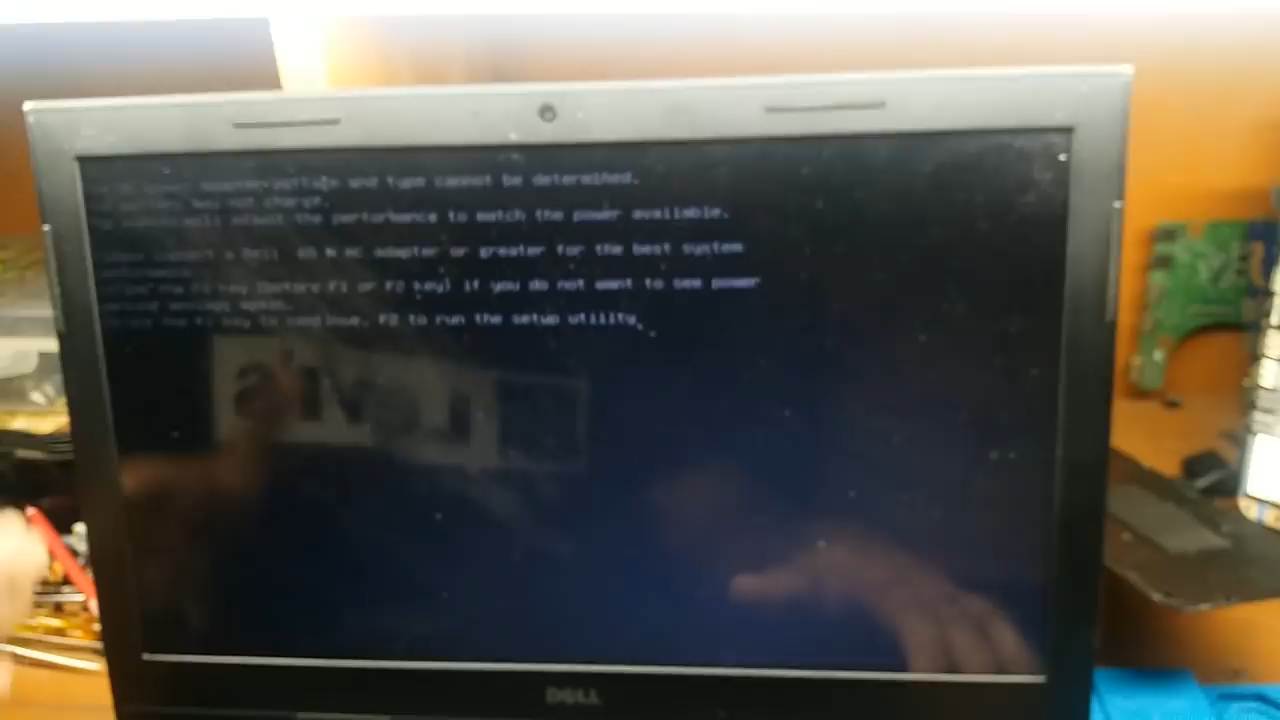 adapter wattage and type cannot be determined.
may not charge.
adjust the performance to match the power available.
connect a Dell 65 W AC adapter or greater for the best system
the F3 key (before F1 or F2 key) if you do not want to see power
warning message again.
the F1 key to continue, F2 to run the setup utility
DELL